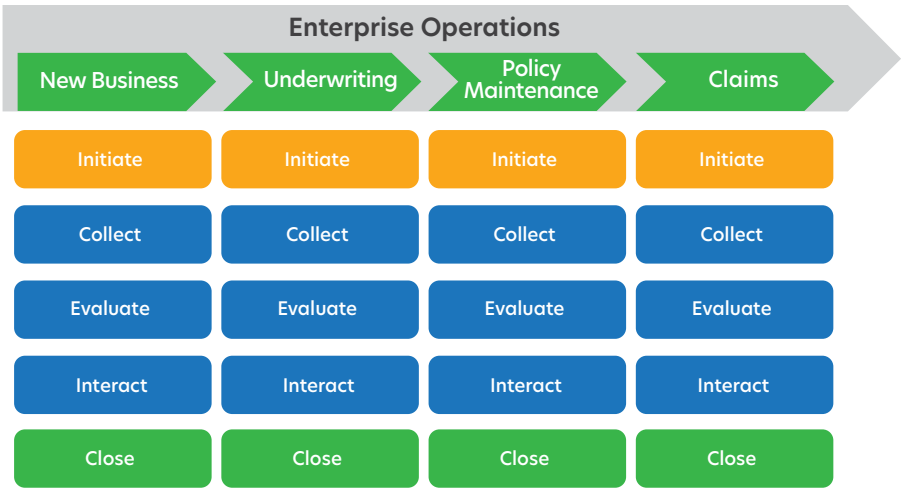 Enterprise Operations
New Business
Underwriting
Policy
Maintenance
Claims
Initiate
Initiate
Initiate
Initiate
Collect
Collect
Collect
Collect
Evaluate
Evaluate
Evaluate
Evaluate
Interact
Interact
Interact
Interact
Close
Close
Close
Close